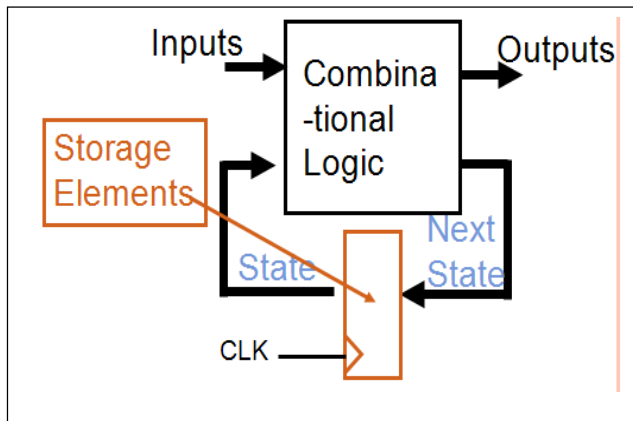 Inputs
Outputs
Combina
-tional
Logic
Storage
Elements
Next
State
State
CLK